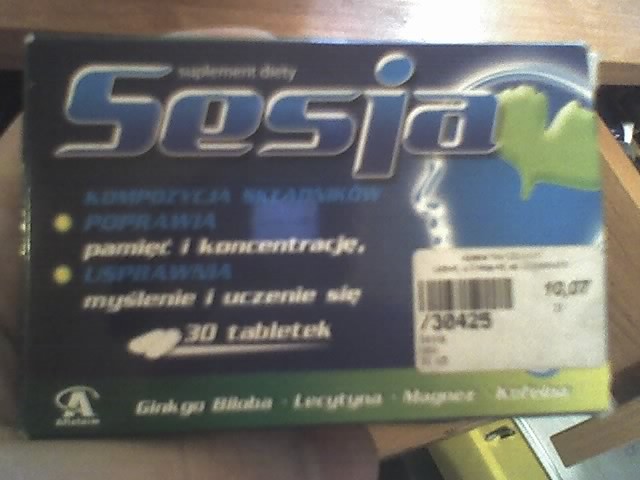 suplement diety
Sesja
KOMPOZYCJA SKŁADNIKÓW
POPRAWIA
pamięć i koncentrację,
USPRAWNIA
myślenie i uczenie się
30 tabletek
10,07
/30425
Ginkgo Biloba · Lecytyna · Magnez · Kofeina